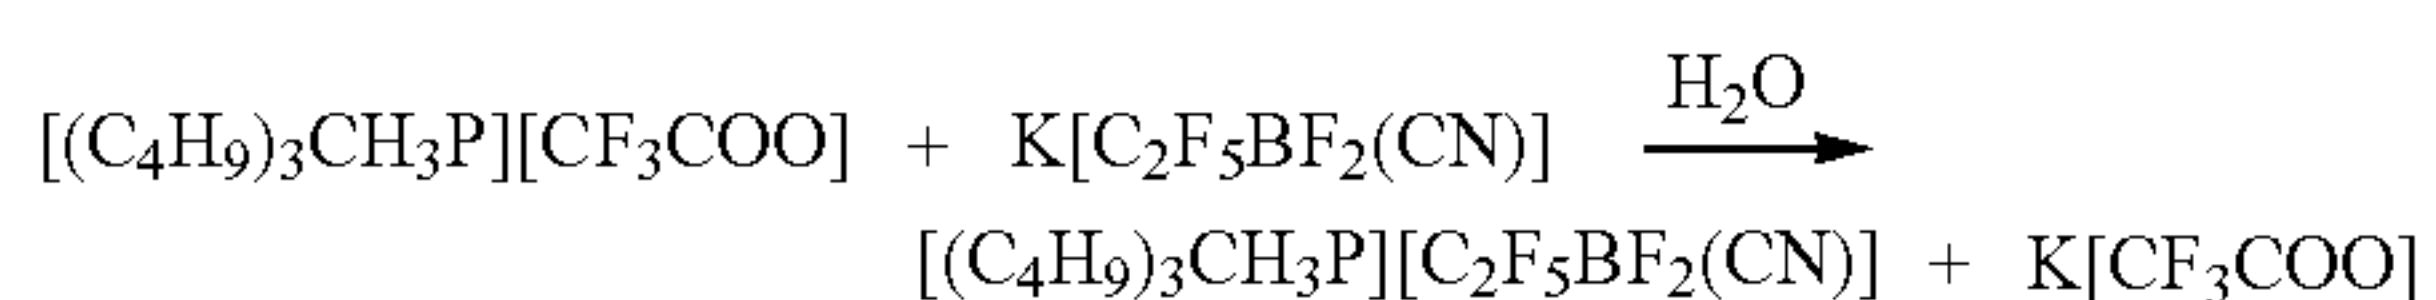 [(C₄H₉)₃CH₃P][CF₃COO] + K[C₂F₅BF₂(CN)] H₂O →
[(C₄H₉)₃CH₃P][C₂F₅BF₂(CN)] + K[CF₃COO]